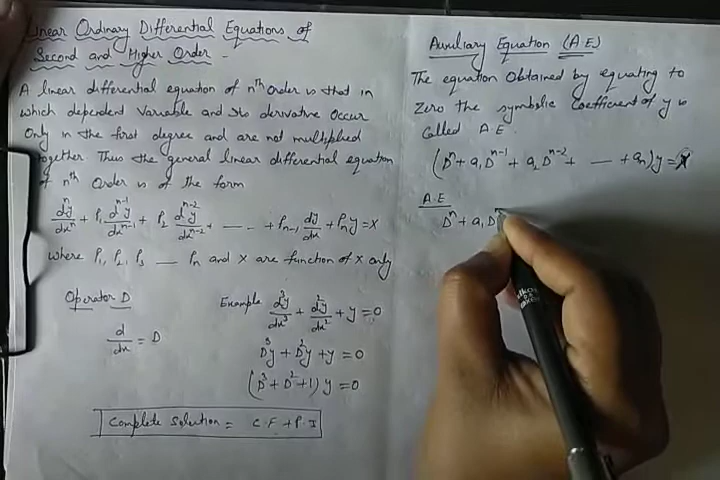 Linear Ordinary Differential Equations of
Second and Higher Order -
A linear differential equation of nth order is that in
which dependent variable and its derivative occur
only in the first degree and are not multiplied
together Thus the general linear differential equation
of nth order is of the form
dⁿy/dxⁿ + P₁ dⁿ⁻¹y/dxⁿ⁻¹ + P₂ dⁿ⁻²y/dxⁿ⁻² + --- + Pₙ₋₁ dy/dx + Pₙy = X
where P₁, P₂, P₃ — Pₙ and X are function of x only
Operator D
d/dx = D
Example d³y/dx³ + d²y/dx² + y = 0
D³y + D²y + y = 0
(D³ + D² + 1) y = 0
Complete Solution = C.F + P.I
Auxiliary Equation (A.E)
The equation obtained by equating to
zero the symbolic coefficient of y is
called A.E.
(Dⁿ + a₁Dⁿ⁻¹ + a₂Dⁿ⁻² + --- + aₙ)y = X
A.E
Dⁿ + a₁Dⁿ